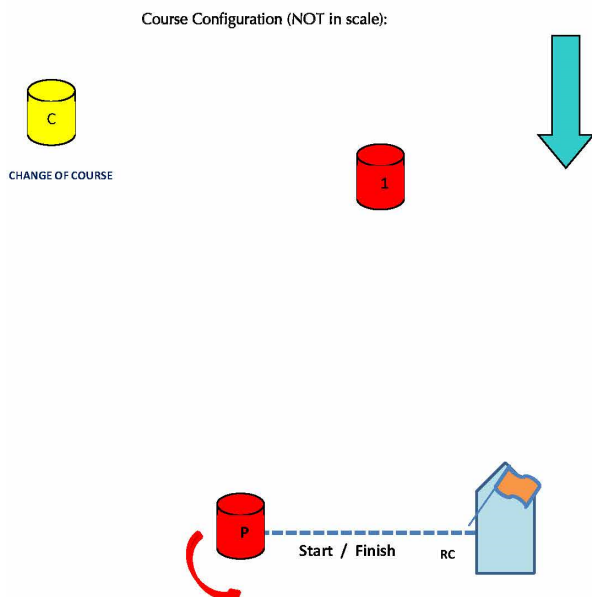 Course Configuration (NOT in scale):
C
CHANGE OF COURSE
1
P
Start / Finish
RC